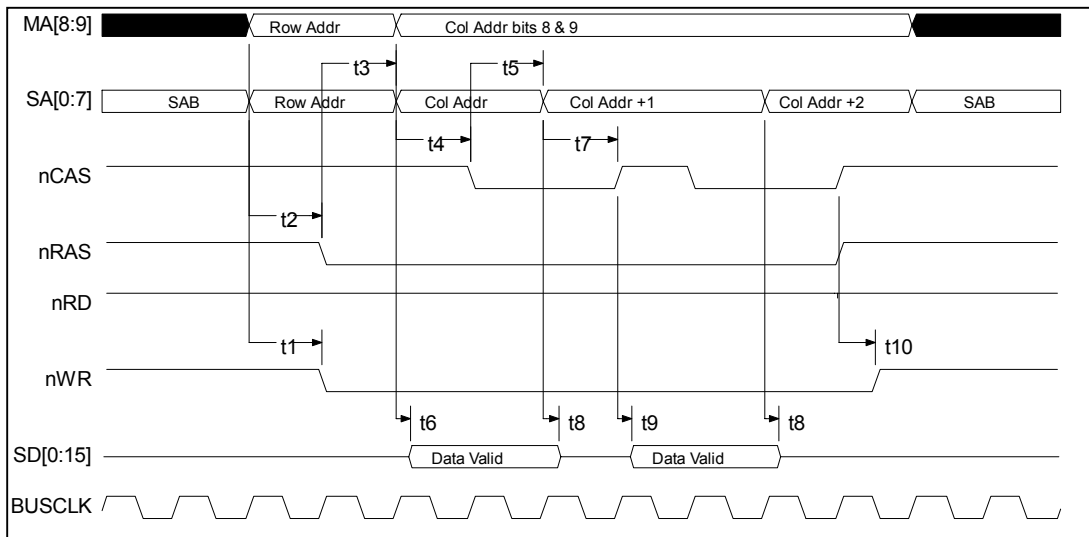 MA[8:9] Row Addr Col Addr bits 8 & 9
t3 t5
SA[0:7] SAB Row Addr Col Addr Col Addr +1 Col Addr +2 SAB
t4 t7
nCAS
t2
nRAS
nRD
t1 t10
nWR
t6 t8 t9 t8
SD[0:15] Data Valid Data Valid
BUSCLK